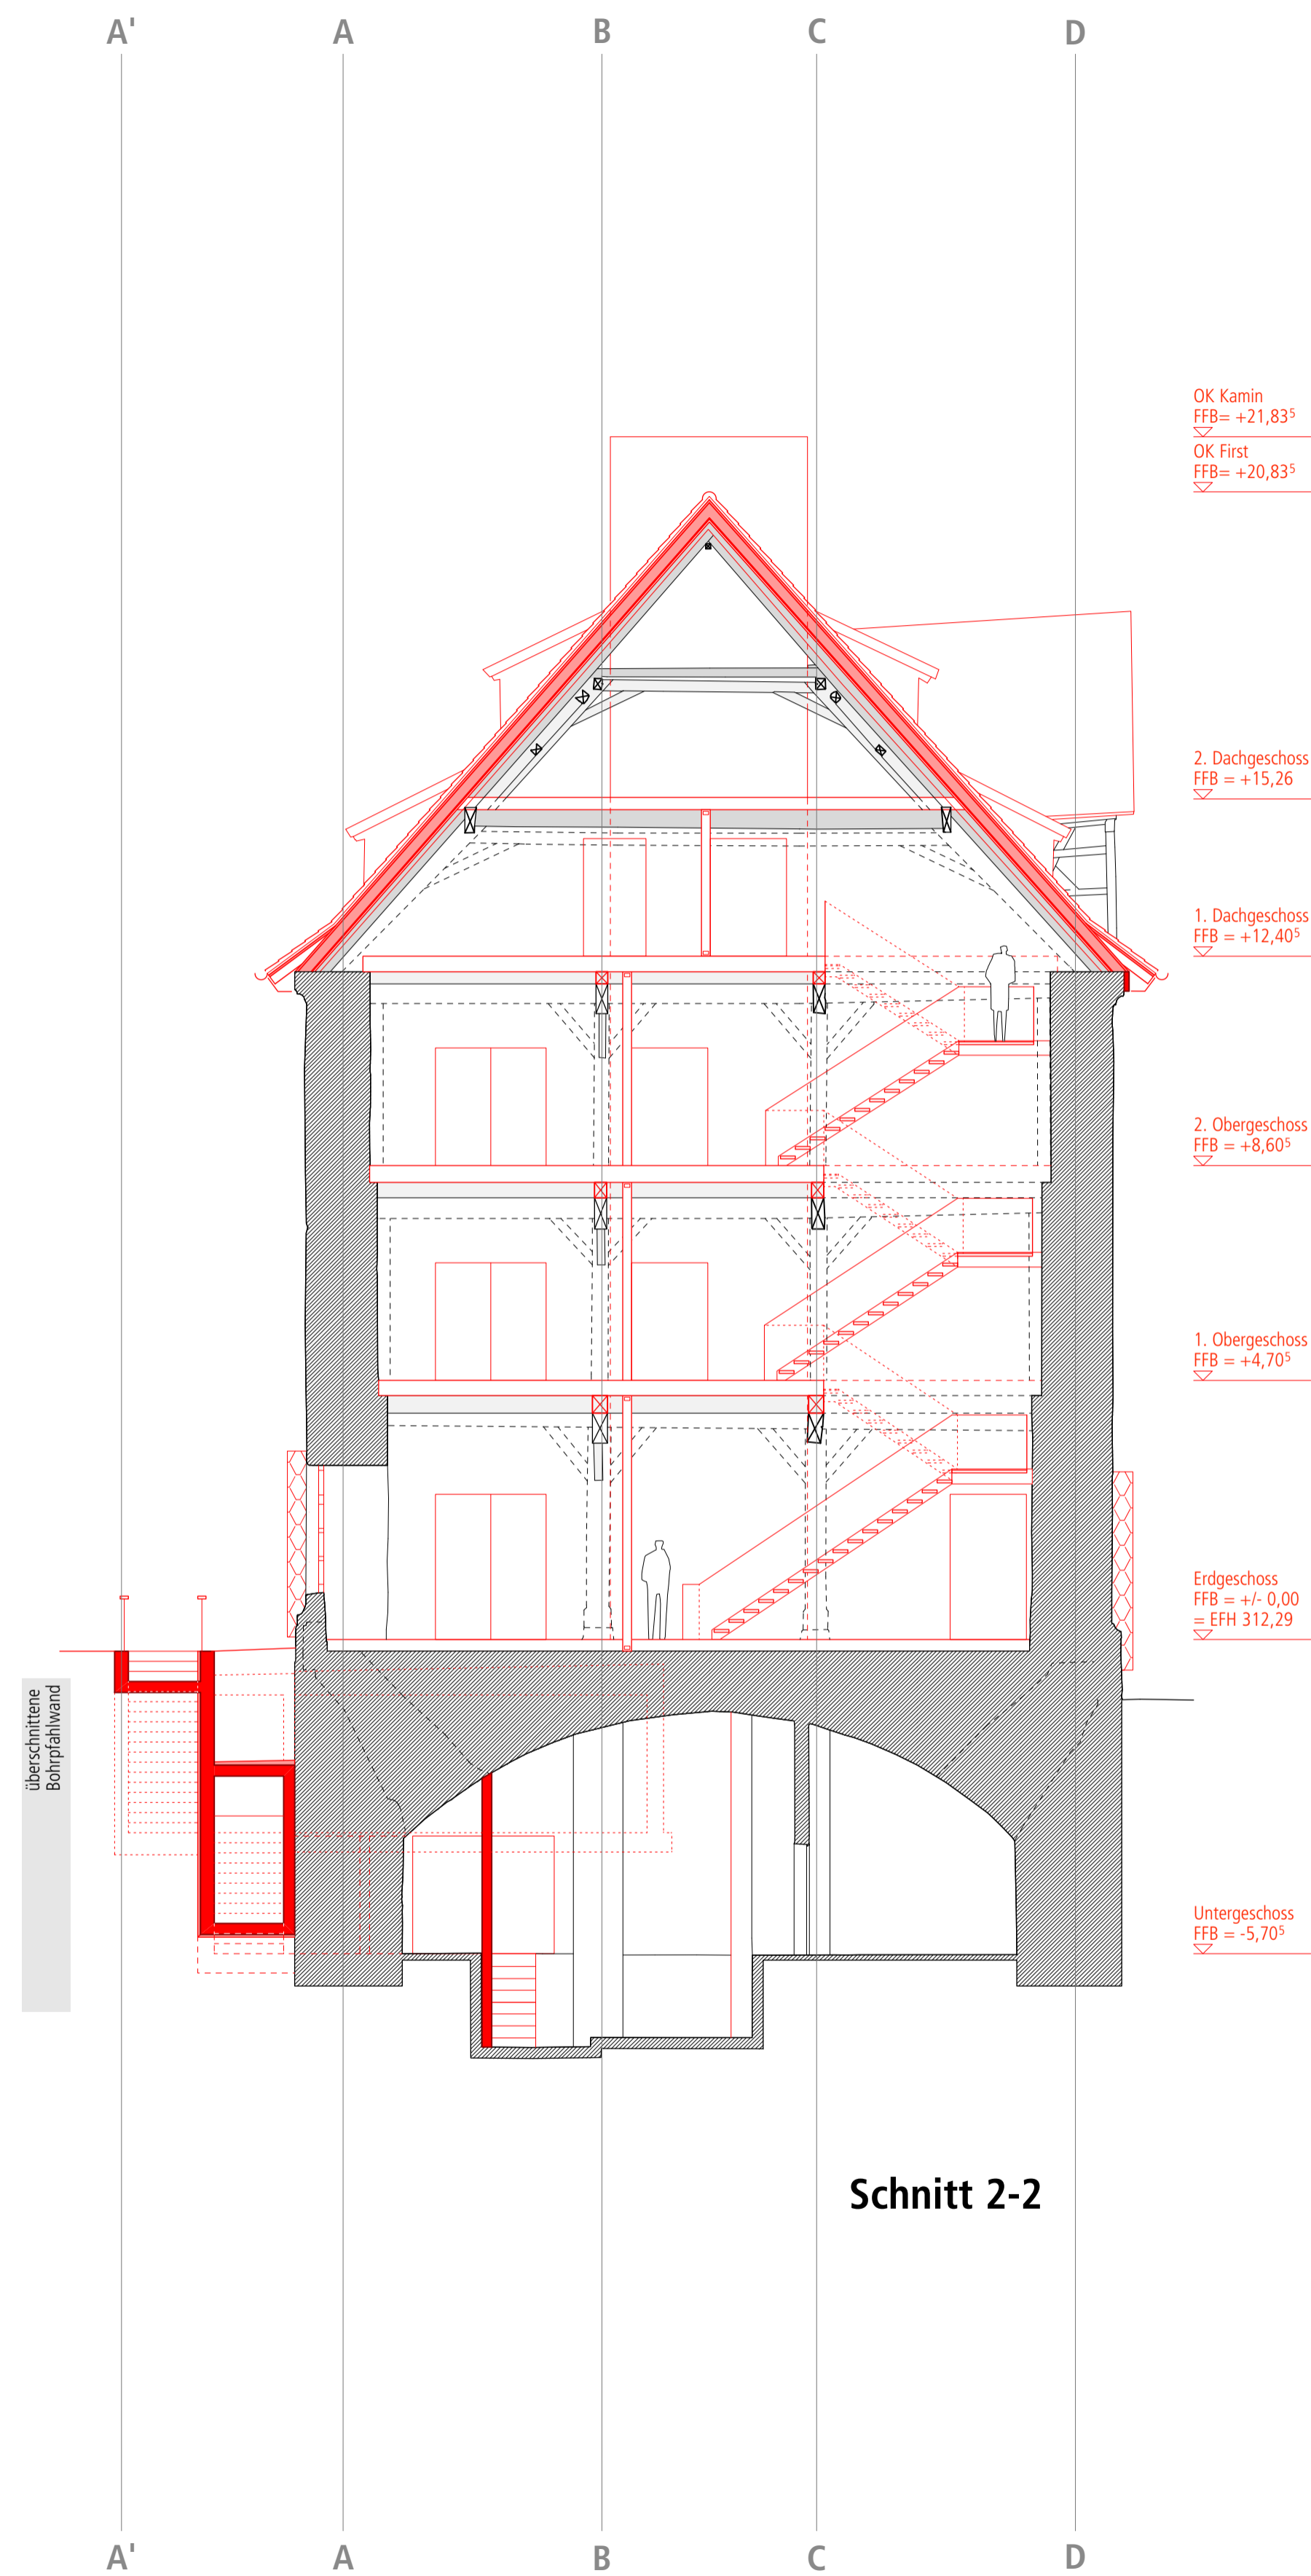 A' A B C D
OK Kamin
FFB= +21,83⁵
OK First
FFB= +20,83⁵
2. Dachgeschoss
FFB = +15,26
1. Dachgeschoss
FFB = +12,40⁵
2. Obergeschoss
FFB = +8,60⁵
1. Obergeschoss
FFB = +4,70⁵
Erdgeschoss
FFB = +/- 0,00
= EFH 312,29
überschnittene
Bohrpfahlwand
Untergeschoss
FFB = -5,70⁵
Schnitt 2-2
A' A B C D